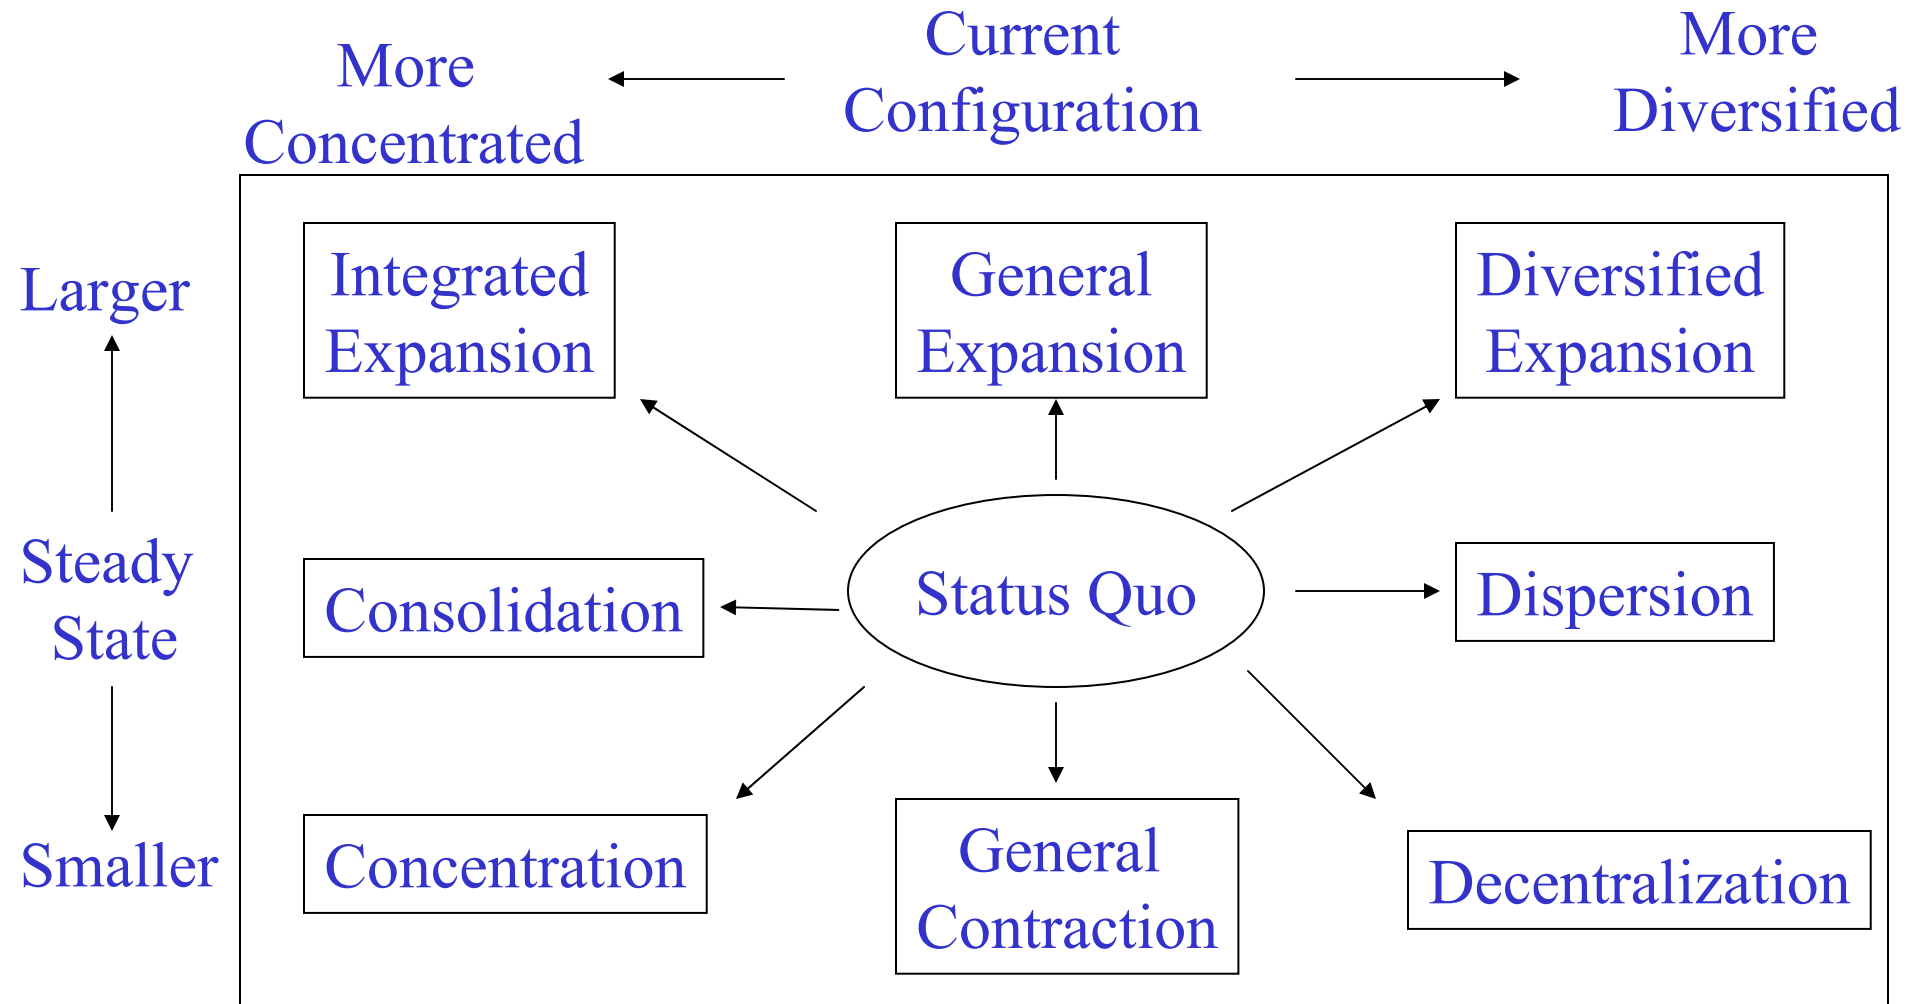 More
Concentrated
Current
Configuration
More
Diversified
Larger
Integrated
Expansion
General
Expansion
Diversified
Expansion
Steady
State
Consolidation
Status Quo
Dispersion
Smaller
Concentration
General
Contraction
Decentralization